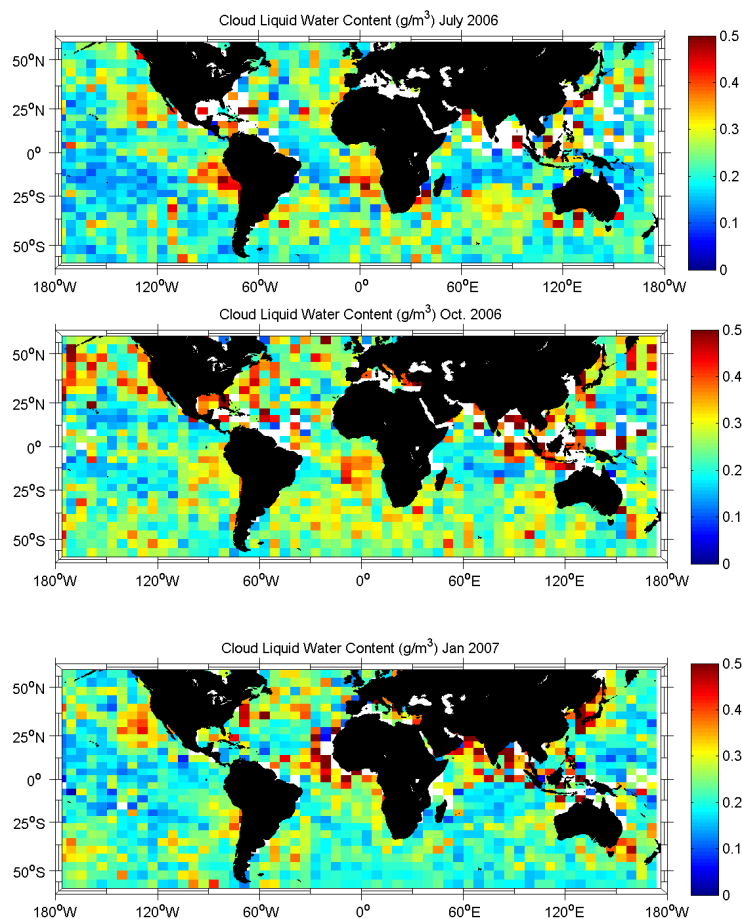 Cloud Liquid Water Content (g/m³) July 2006
50°N
25°N
0°
25°S
50°S
180°W 120°W 60°W 0° 60°E 120°E 180°W
0.5
0.4
0.3
0.2
0.1
0
Cloud Liquid Water Content (g/m³) Oct. 2006
50°N
25°N
0°
25°S
50°S
180°W 120°W 60°W 0° 60°E 120°E 180°W
0.5
0.4
0.3
0.2
0.1
0
Cloud Liquid Water Content (g/m³) Jan 2007
50°N
25°N
0°
25°S
50°S
180°W 120°W 60°W 0° 60°E 120°E 180°W
0.5
0.4
0.3
0.2
0.1
0